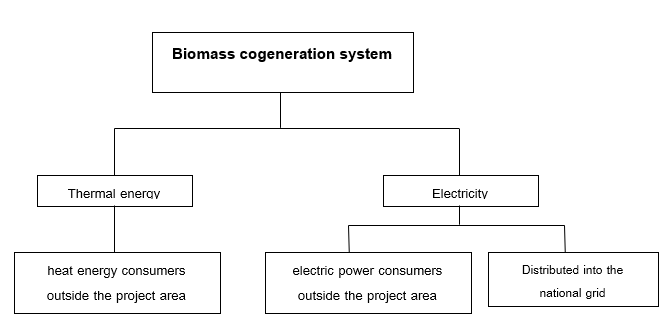 Biomass cogeneration system
Thermal energy
Electricity
heat energy consumers
outside the project area
electric power consumers
outside the project area
Distributed into the
national grid